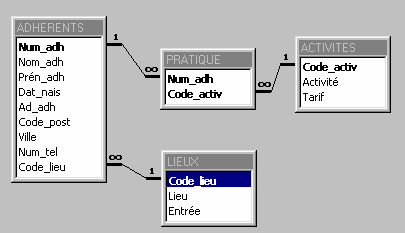 ADHERENTS
Num_adh
Nom_adh
Prén_adh
Dat_nais
Ad_adh
Code_post
Ville
Num_tel
Code_lieu
1
∞
PRATIQUE
Num_adh
Code_activ
∞
1
ACTIVITES
Code_activ
Activité
Tarif
∞
1
LIEUX
Code_lieu
Lieu
Entrée